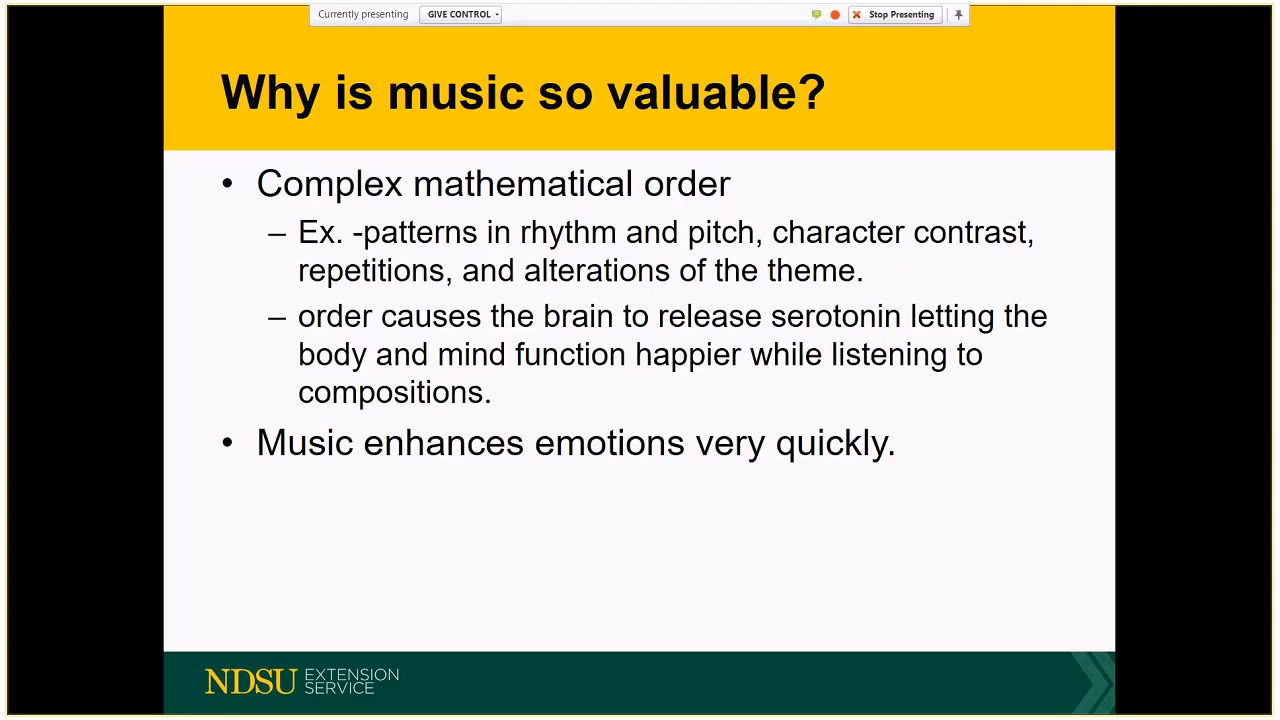 Currently presenting GIVE CONTROL Stop Presenting
Why is music so valuable?
• Complex mathematical order
– Ex. -patterns in rhythm and pitch, character contrast,
repetitions, and alterations of the theme.
– order causes the brain to release serotonin letting the
body and mind function happier while listening to
compositions.
• Music enhances emotions very quickly.
NDSU EXTENSION
SERVICE